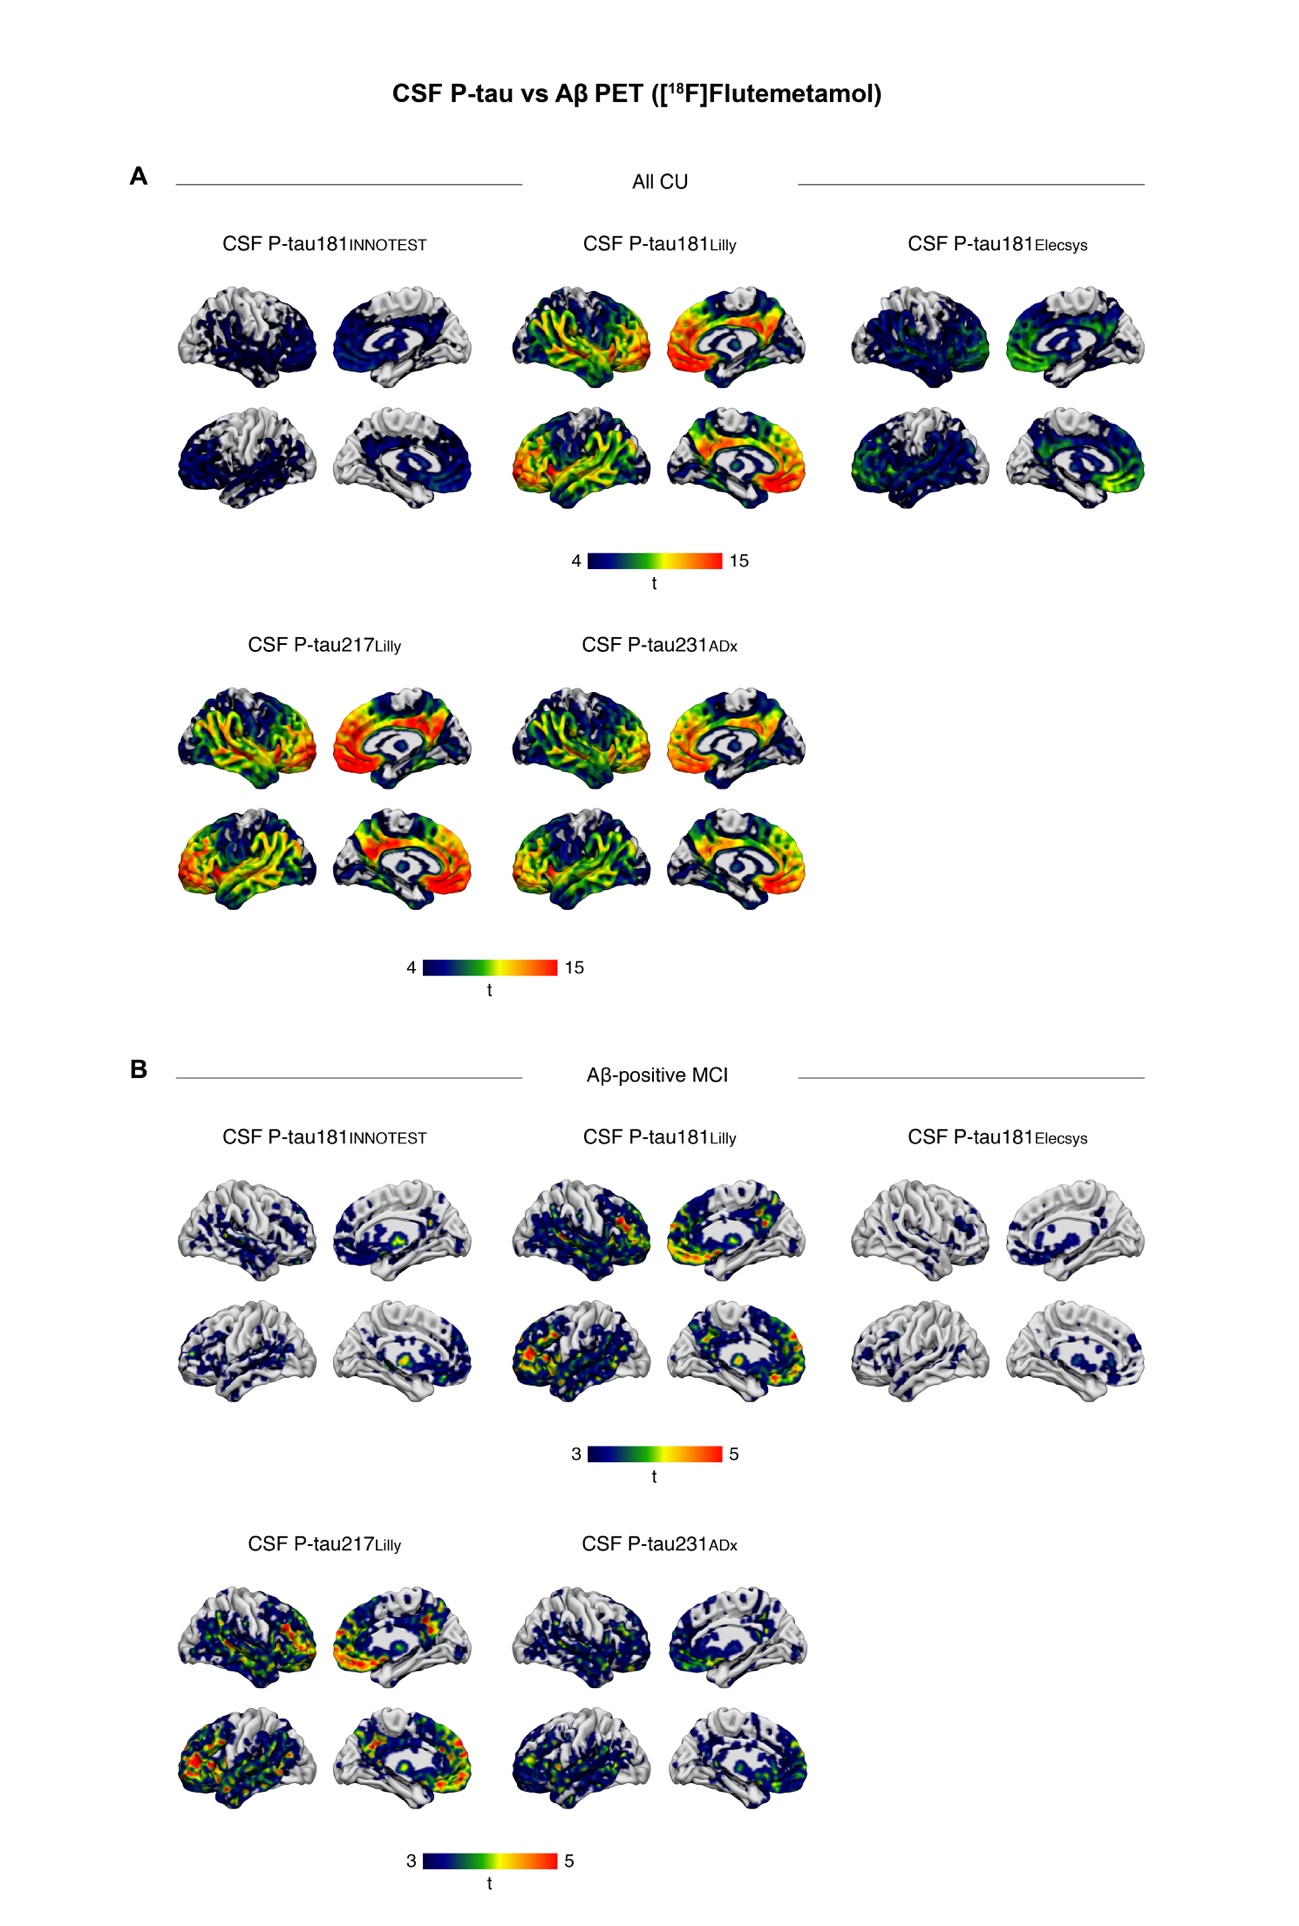 CSF P-tau vs Aβ PET ([¹⁸F]Flutemetamol)
A
All CU
CSF P-tau181INNOTEST
CSF P-tau181Lilly
CSF P-tau181Elecsys
4
15
t
CSF P-tau217Lilly
CSF P-tau231ADx
4
15
t
B
Aβ-positive MCI
CSF P-tau181INNOTEST
CSF P-tau181Lilly
CSF P-tau181Elecsys
3
5
t
CSF P-tau217Lilly
CSF P-tau231ADx
3
5
t